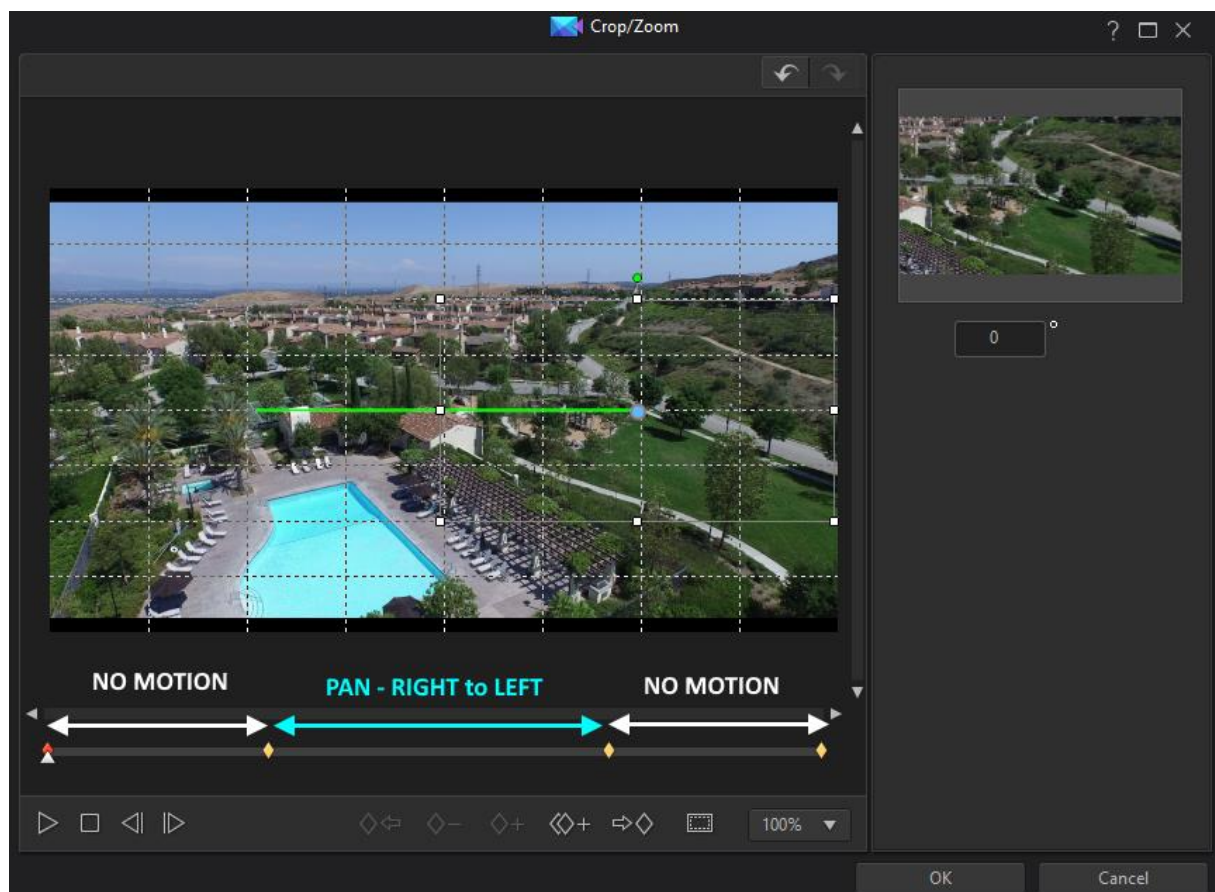 Crop/Zoom
?
0 °
NO MOTION
PAN - RIGHT to LEFT
NO MOTION
100%
OK
Cancel